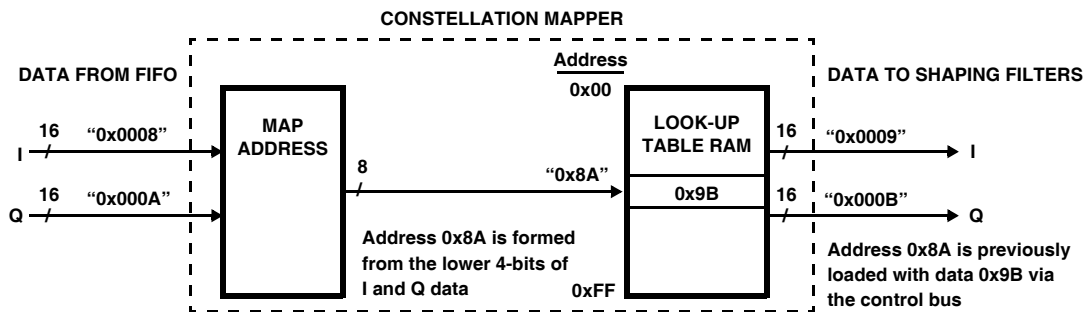 CONSTELLATION MAPPER
DATA FROM FIFO
Address
0x00
DATA TO SHAPING FILTERS
MAP
ADDRESS
LOOK-UP
TABLE RAM
I
16
“0x0008”
8
“0x8A”
16
“0x0009”
I
Q
16
“0x000A”
0x9B
16
“0x000B”
Q
Address 0x8A is formed
from the lower 4-bits of
I and Q data
0xFF
Address 0x8A is previously
loaded with data 0x9B via
the control bus